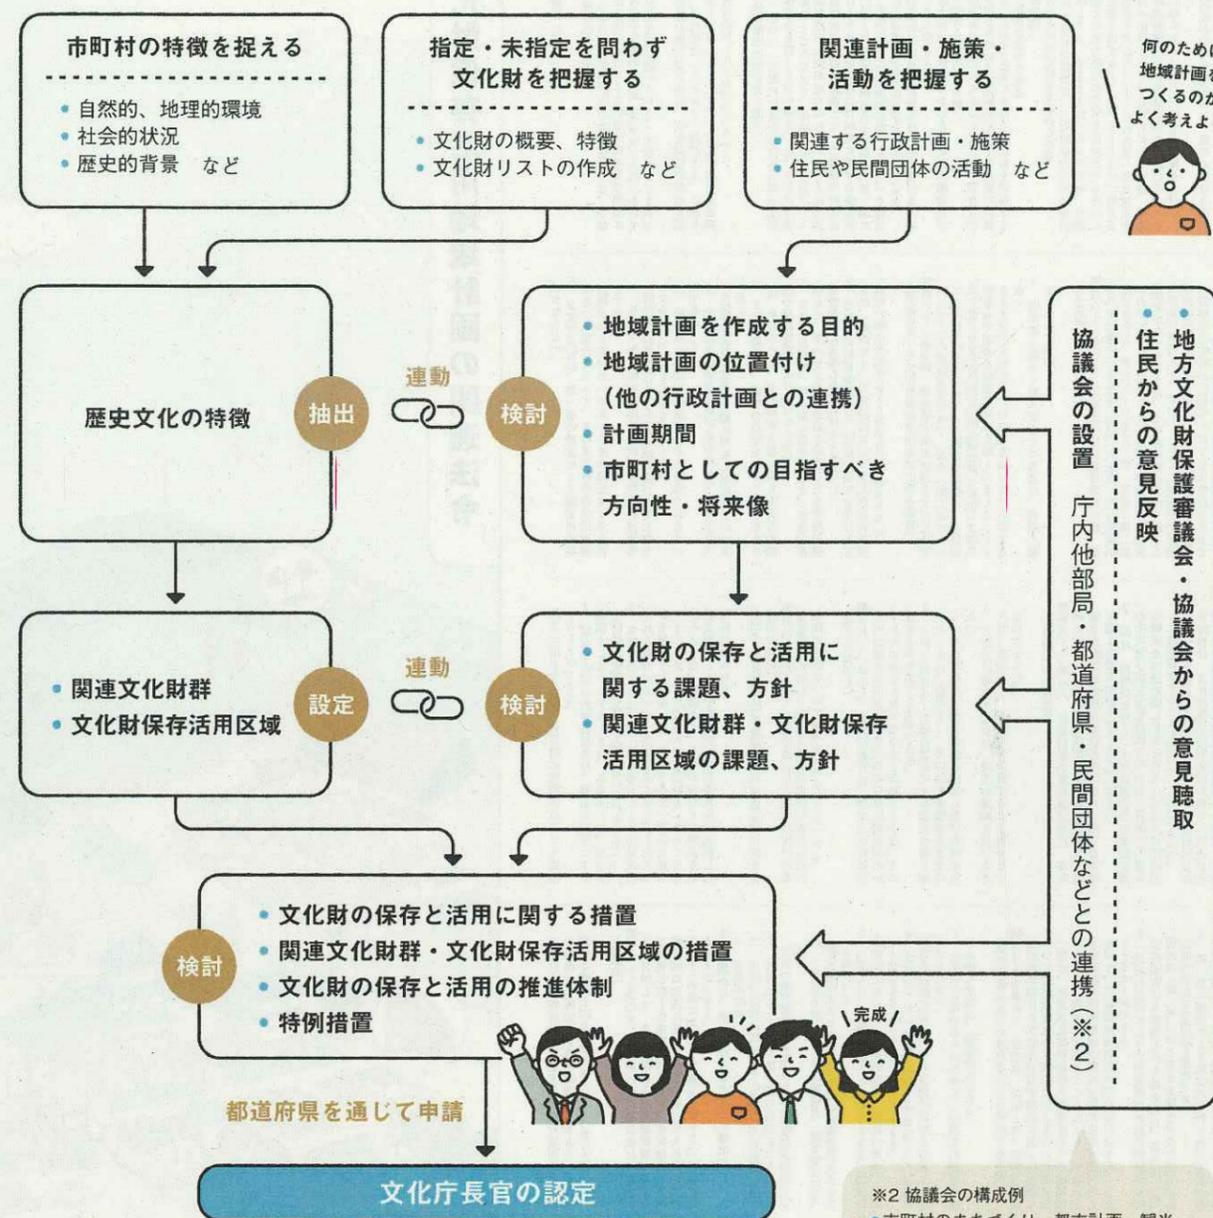 市町村の特徴を捉える
自然的、地理的環境
社会的状況
歴史的背景　など
指定・未指定を問わず
文化財を把握する
文化財の概要、特徴
文化財リストの作成　など
関連計画・施策・
活動を把握する
関連する行政計画・施策
住民や民間団体の活動　など
何のために
地域計画を
つくるのか
よく考えよ
歴史文化の特徴
抽出
連動
検討
地域計画を作成する目的
地域計画の位置付け
(他の行政計画との連携)
計画期間
市町村としての目指すべき
方向性・将来像
関連文化財群
文化財保存活用区域
設定
連動
検討
文化財の保存と活用に
関する課題、方針
関連文化財群・文化財保存
活用区域の課題、方針
地方文化財保護審議会・協議会からの意見聴取
住民からの意見反映
協議会の設置　庁内他部局・都道府県・民間団体などとの連携(※2)
検討
文化財の保存と活用に関する措置
関連文化財群・文化財保存活用区域の措置
文化財の保存と活用の推進体制
特例措置
完成
都道府県を通じて申請
文化庁長官の認定
※2 協議会の構成例